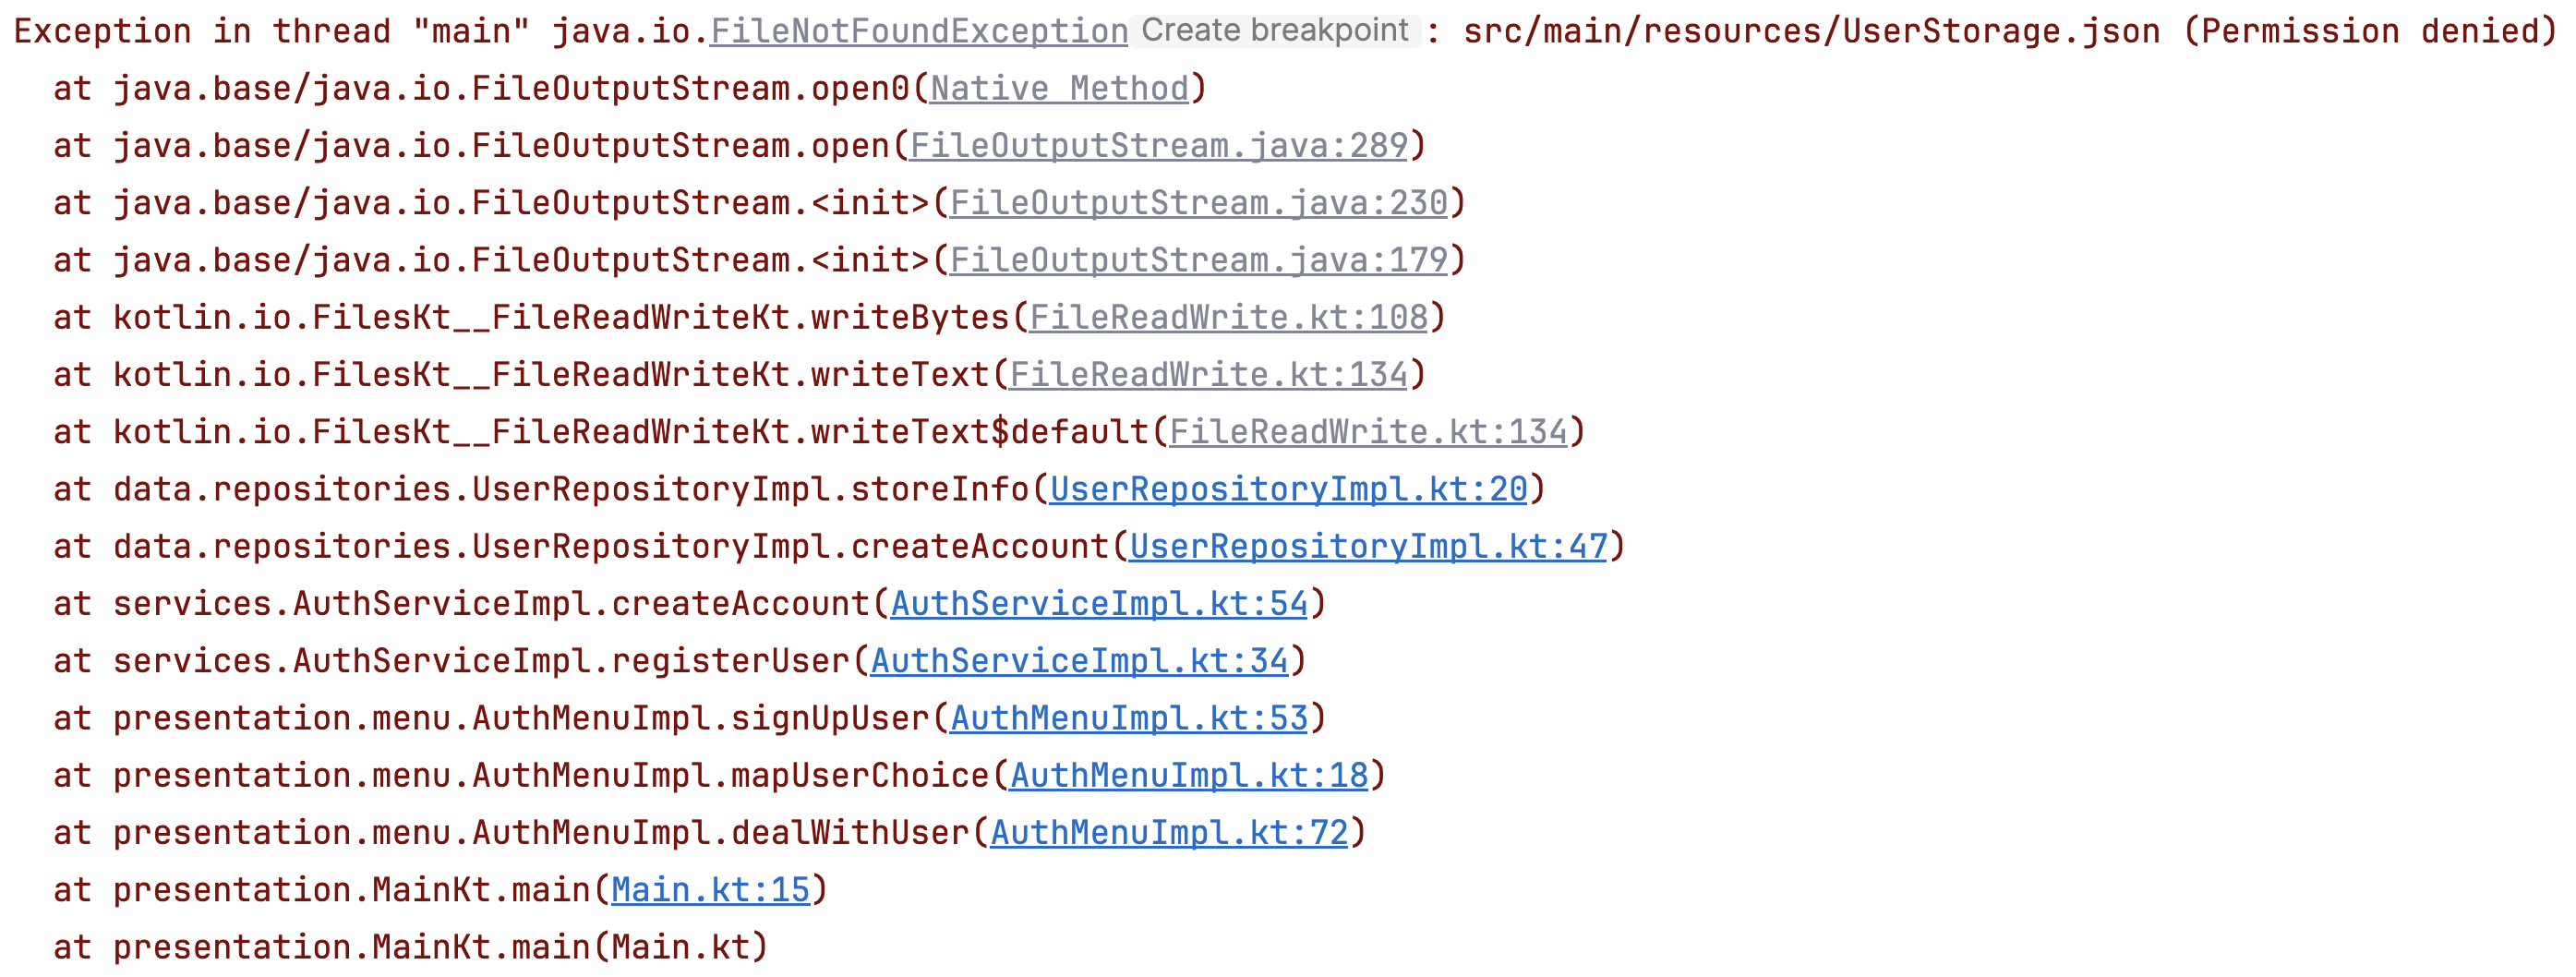 Exception in thread "main" java.io.FileNotFoundException Create breakpoint : src/main/resources/UserStorage.json (Permission denied)
at java.base/java.io.FileOutputStream.open0(Native Method)
at java.base/java.io.FileOutputStream.open(FileOutputStream.java:289)
at java.base/java.io.FileOutputStream.<init>(FileOutputStream.java:230)
at java.base/java.io.FileOutputStream.<init>(FileOutputStream.java:179)
at kotlin.io.FilesKt__FileReadWriteKt.writeBytes(FileReadWrite.kt:108)
at kotlin.io.FilesKt__FileReadWriteKt.writeText(FileReadWrite.kt:134)
at kotlin.io.FilesKt__FileReadWriteKt.writeText$default(FileReadWrite.kt:134)
at data.repositories.UserRepositoryImpl.storeInfo(UserRepositoryImpl.kt:20)
at data.repositories.UserRepositoryImpl.createAccount(UserRepositoryImpl.kt:47)
at services.AuthServiceImpl.createAccount(AuthServiceImpl.kt:54)
at services.AuthServiceImpl.registerUser(AuthServiceImpl.kt:34)
at presentation.menu.AuthMenuImpl.signUpUser(AuthMenuImpl.kt:53)
at presentation.menu.AuthMenuImpl.mapUserChoice(AuthMenuImpl.kt:18)
at presentation.menu.AuthMenuImpl.dealWithUser(AuthMenuImpl.kt:72)
at presentation.MainKt.main(Main.kt:15)
at presentation.MainKt.main(Main.kt)